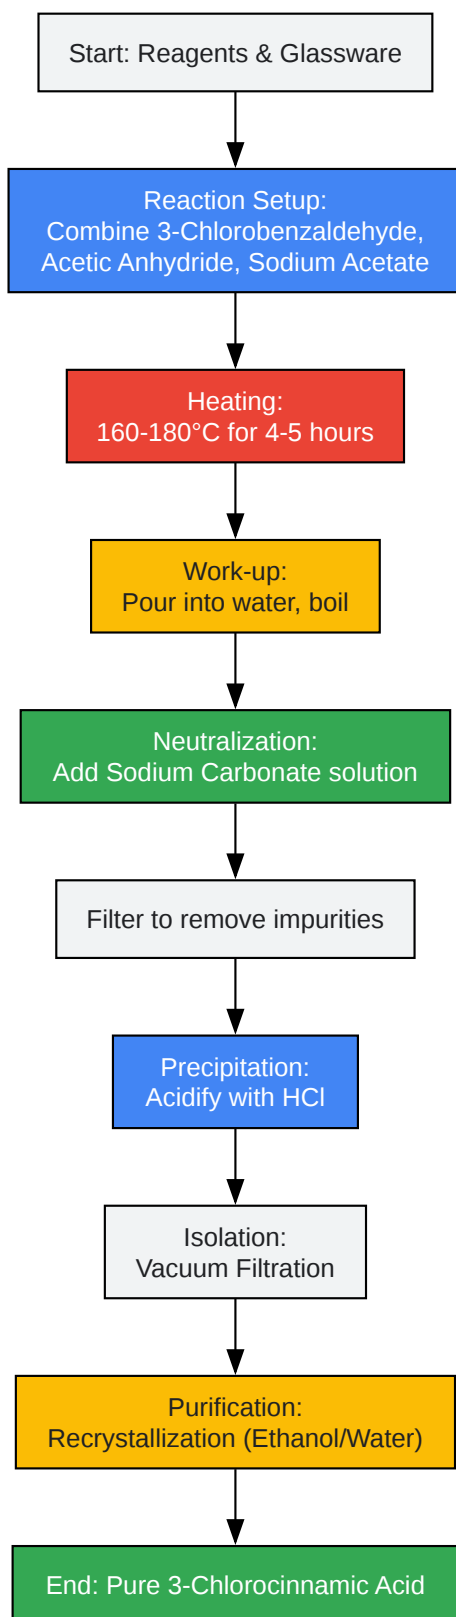 Start: Reagents & Glassware
Reaction Setup:
Combine 3-Chlorobenzaldehyde,
Acetic Anhydride, Sodium Acetate
Heating:
160-180°C for 4-5 hours
Work-up:
Pour into water, boil
Neutralization:
Add Sodium Carbonate solution
Filter to remove impurities
Precipitation:
Acidify with HCl
Isolation:
Vacuum Filtration
Purification:
Recrystallization (Ethanol/Water)
End: Pure 3-Chlorocinnamic Acid